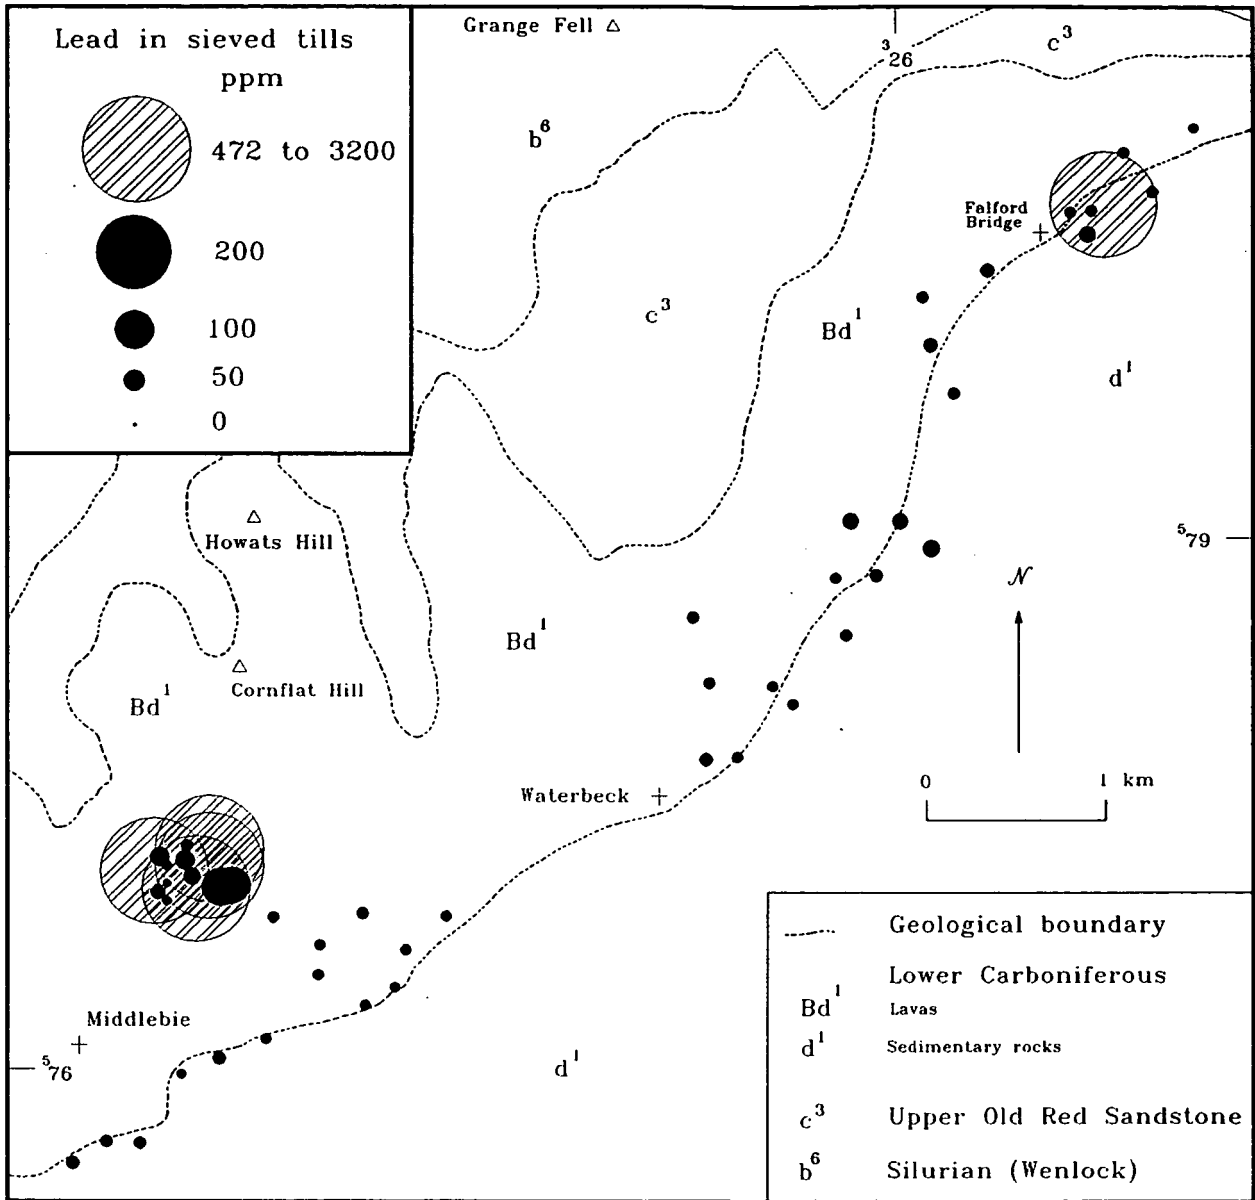 Lead in sieved tills
ppm
472 to 3200
200
100
50
0
Grange Fell
³26
c³
b⁶
Falford
Bridge
c³
Bd¹
d¹
⁵79
Howats Hill
N
Bd¹
Cornflat Hill
Bd¹
0 1 km
Waterbeck
Middlebie
⁵76
d¹
Geological boundary
Lower Carboniferous
Bd¹ Lavas
d¹ Sedimentary rocks
c³ Upper Old Red Sandstone
b⁶ Silurian (Wenlock)